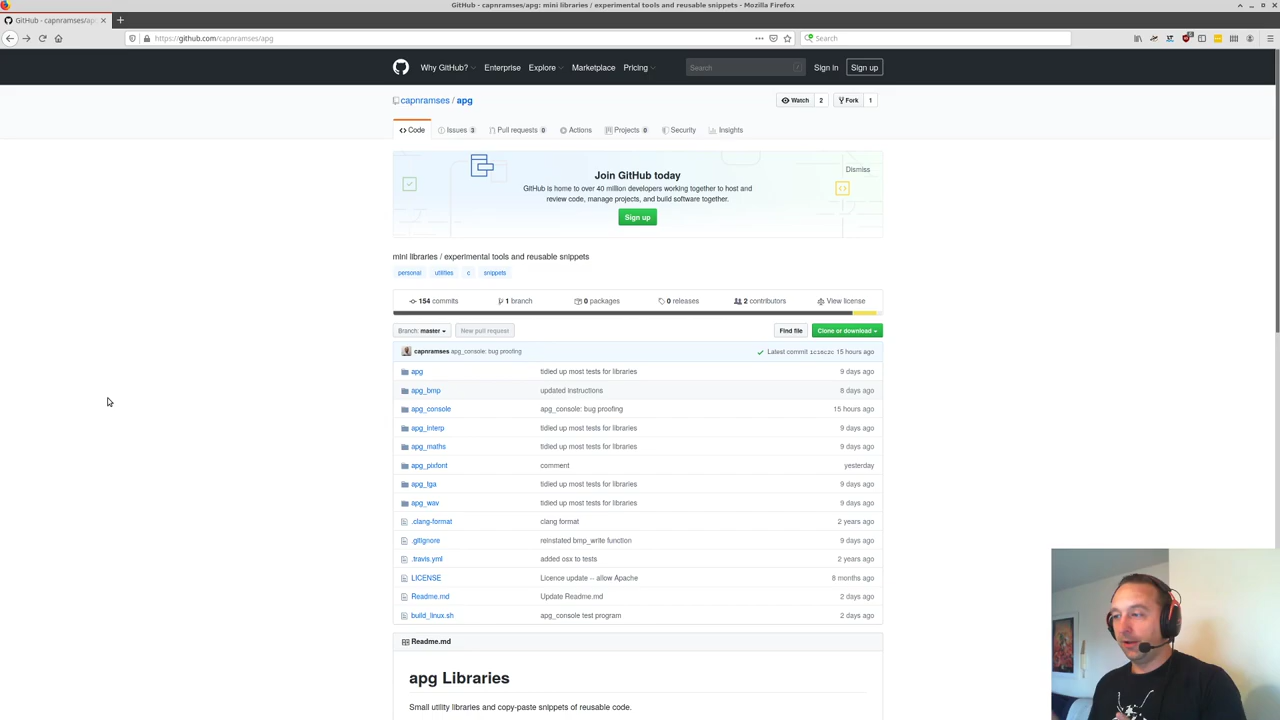 GitHub - capnramses/apg: mini libraries / experimental tools and reusable snippets - Mozilla Firefox
GitHub - capnramses/ap
https://github.com/capnramses/apg
Search
Why GitHub? Enterprise Explore Marketplace Pricing
Search /
Sign in Sign up
capnramses / apg
Watch 2 Fork 1
Code Issues 3 Pull requests 0 Actions Projects 0 Security Insights
Join GitHub today
Dismiss
GitHub is home to over 40 million developers working together to host and
review code, manage projects, and build software together.
Sign up
mini libraries / experimental tools and reusable snippets
personal utilities c snippets
154 commits 1 branch 0 packages 0 releases 2 contributors View license
Branch: master New pull request Find file Clone or download
capnramses apg_console: bug proofing Latest commit 1c16c2c 15 hours ago
apg tidied up most tests for libraries 9 days ago
apg_bmp updated instructions 8 days ago
apg_console apg_console: bug proofing 15 hours ago
apg_interp tidied up most tests for libraries 9 days ago
apg_maths tidied up most tests for libraries 9 days ago
apg_pixfont comment yesterday
apg_tga tidied up most tests for libraries 9 days ago
apg_wav tidied up most tests for libraries 9 days ago
.clang-format clang format 2 years ago
.gitignore reinstated bmp_write function 9 days ago
.travis.yml added osx to tests 2 years ago
LICENSE Licence update -- allow Apache 8 months ago
Readme.md Update Readme.md 2 days ago
build_linux.sh apg_console test program 2 days ago
Readme.md
apg Libraries
Small utility libraries and copy-paste snippets of reusable code.